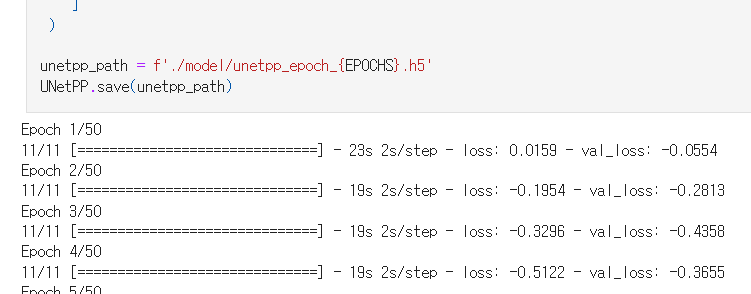 ]
)
unetpp_path = f'./model/unetpp_epoch_{EPOCHS}.h5'
UNetPP.save(unetpp_path)
Epoch 1/50
11/11 [==============================] - 23s 2s/step - loss: 0.0159 - val_loss: -0.0554
Epoch 2/50
11/11 [==============================] - 19s 2s/step - loss: -0.1954 - val_loss: -0.2813
Epoch 3/50
11/11 [==============================] - 19s 2s/step - loss: -0.3296 - val_loss: -0.4358
Epoch 4/50
11/11 [==============================] - 19s 2s/step - loss: -0.5122 - val_loss: -0.3655
Epoch 5/50